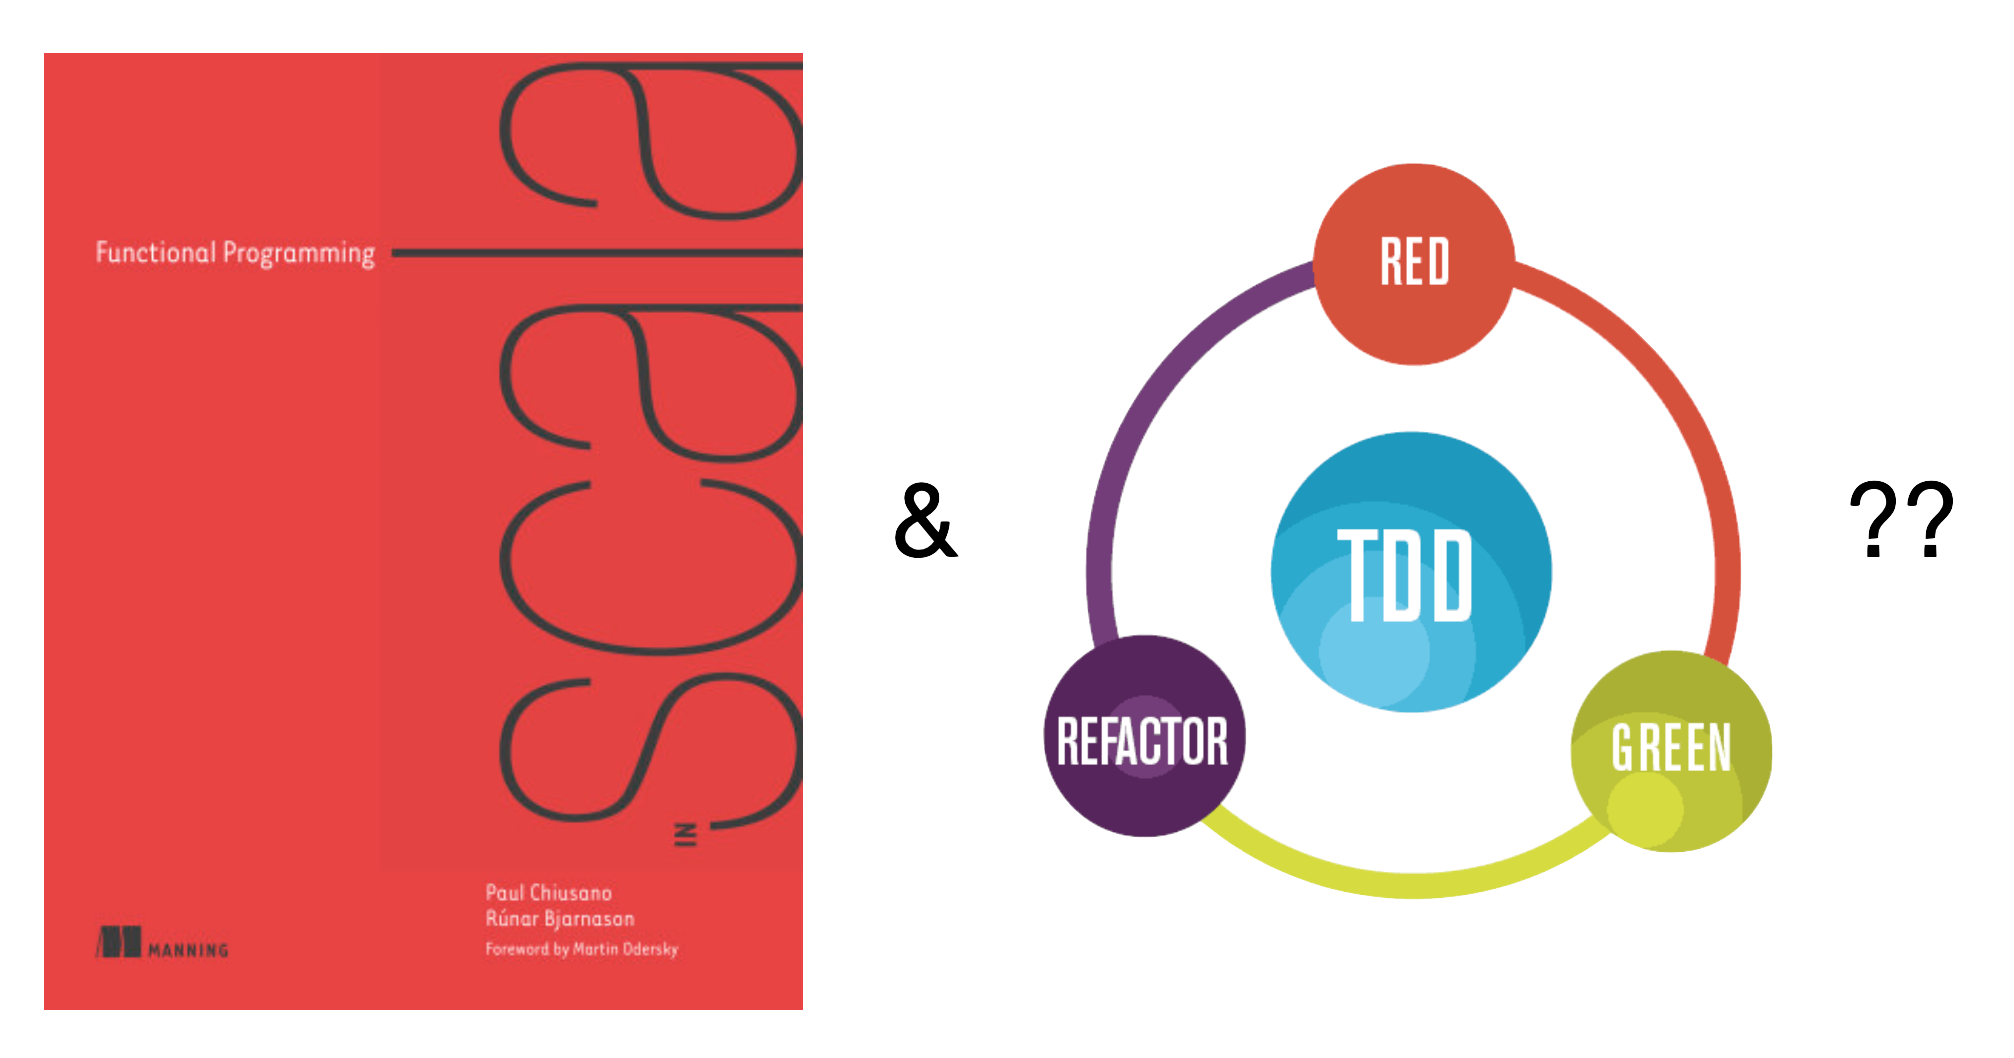 Functional Programming
scala
IN
Paul Chiusano
Rúnar Bjarnason
Foreword by Martin Odersky
MANNING
&
RED
TDD
REFACTOR
GREEN
??